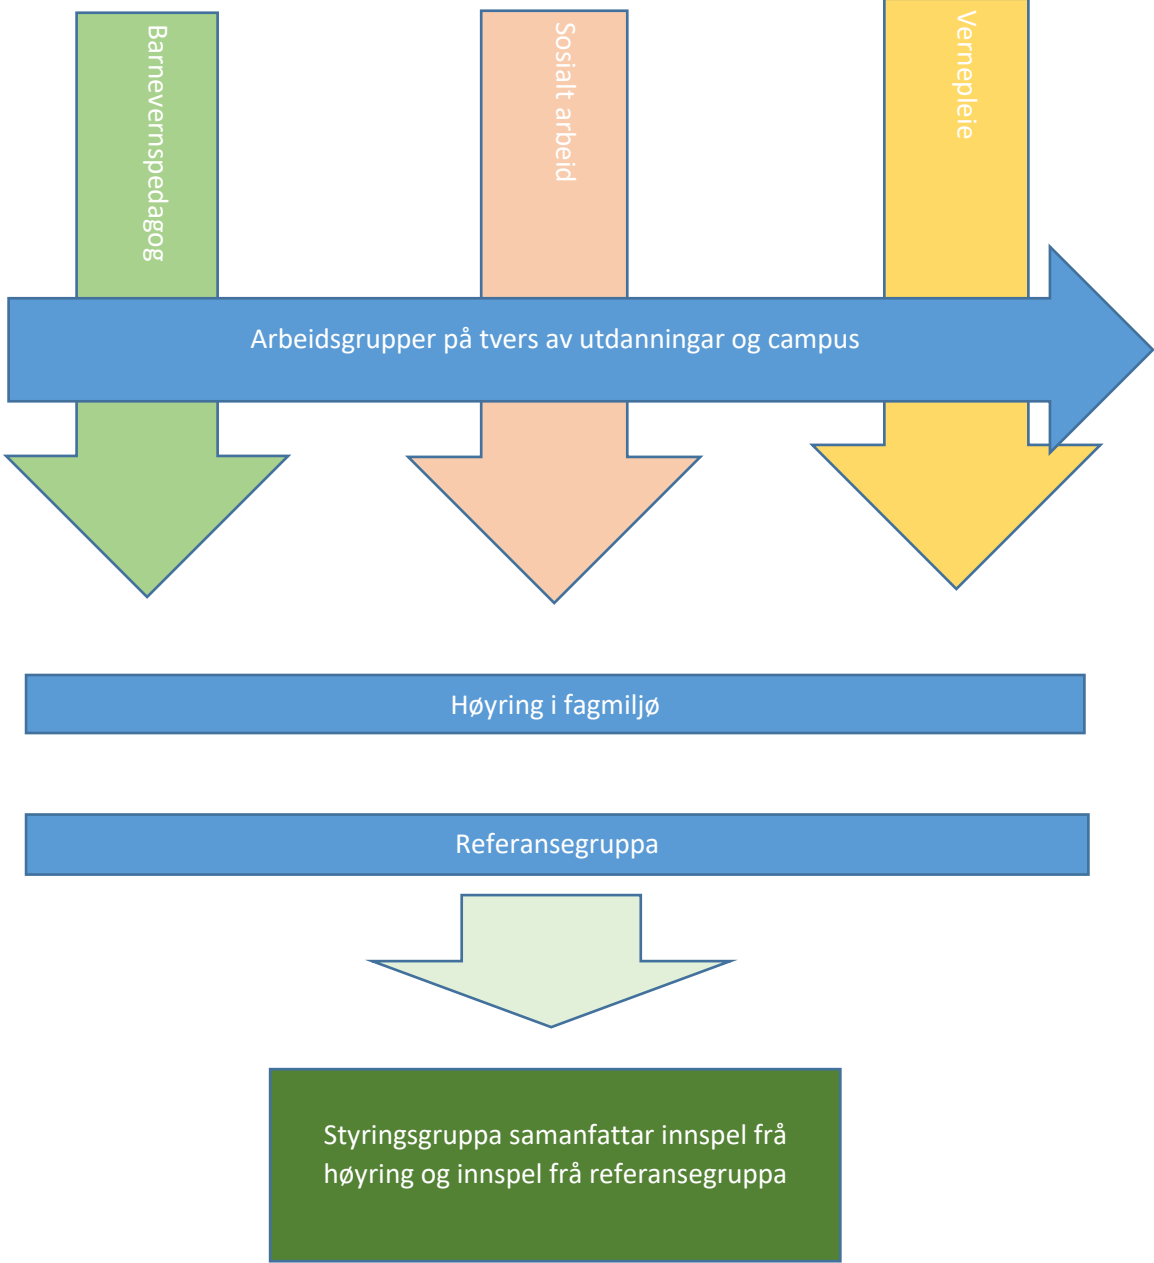 Barnevernspedagog
Sosialt arbeid
Vernepleie
Arbeidsgrupper på tvers av utdanningar og campus
Høyring i fagmiljø
Referansegruppa
Styringsgruppa samanfattar innspel frå
høyring og innspel frå referansegruppa